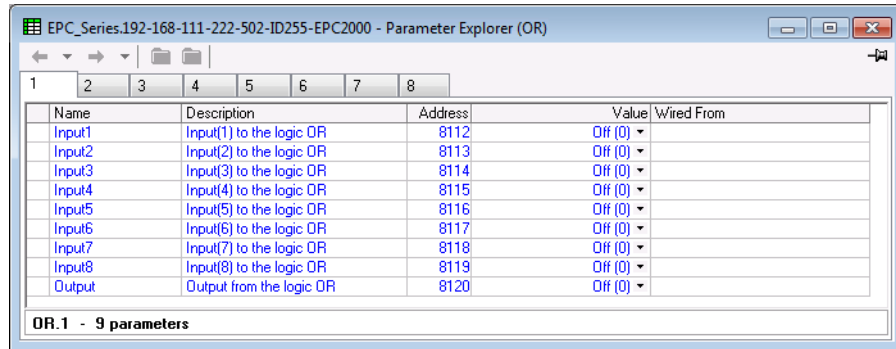 EPC_Series.192-168-111-222-502-ID255-EPC2000 - Parameter Explorer (OR)
1 2 3 4 5 6 7 8
Name Description Address Value Wired From
Input1 Input(1) to the logic OR 8112 Off (0)
Input2 Input(2) to the logic OR 8113 Off (0)
Input3 Input(3) to the logic OR 8114 Off (0)
Input4 Input(4) to the logic OR 8115 Off (0)
Input5 Input(5) to the logic OR 8116 Off (0)
Input6 Input(6) to the logic OR 8117 Off (0)
Input7 Input(7) to the logic OR 8118 Off (0)
Input8 Input(8) to the logic OR 8119 Off (0)
Output Output from the logic OR 8120 Off (0)
OR.1 - 9 parameters